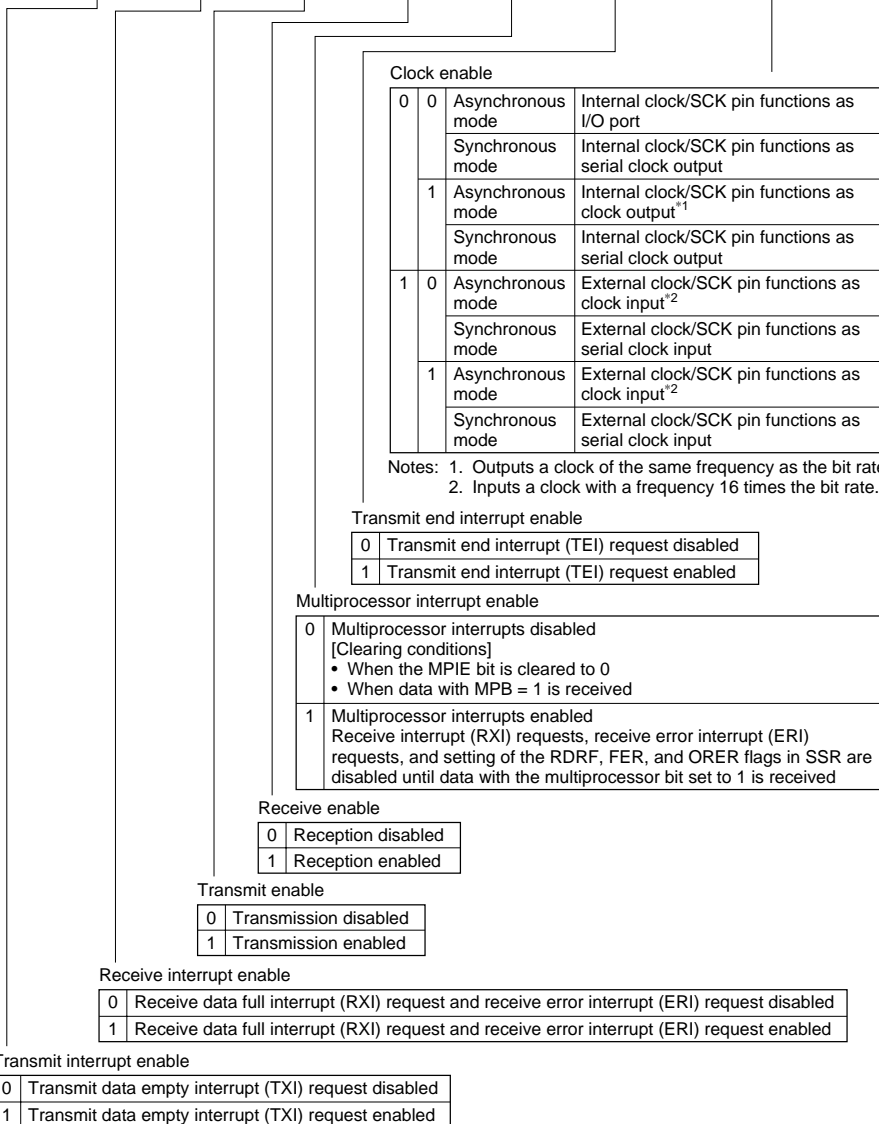 Clock enable
0 0 Asynchronous mode Internal clock/SCK pin functions as I/O port
Synchronous mode Internal clock/SCK pin functions as serial clock output
1 Asynchronous mode Internal clock/SCK pin functions as clock output*1
Synchronous mode Internal clock/SCK pin functions as serial clock output
1 0 Asynchronous mode External clock/SCK pin functions as clock input*2
Synchronous mode External clock/SCK pin functions as serial clock input
1 Asynchronous mode External clock/SCK pin functions as clock input*2
Synchronous mode External clock/SCK pin functions as serial clock input
Notes: 1. Outputs a clock of the same frequency as the bit rate
2. Inputs a clock with a frequency 16 times the bit rate.
Transmit end interrupt enable
0 Transmit end interrupt (TEI) request disabled
1 Transmit end interrupt (TEI) request enabled
Multiprocessor interrupt enable
0 Multiprocessor interrupts disabled
[Clearing conditions]
• When the MPIE bit is cleared to 0
• When data with MPB = 1 is received
1 Multiprocessor interrupts enabled
Receive interrupt (RXI) requests, receive error interrupt (ERI)
requests, and setting of the RDRF, FER, and ORER flags in SSR are
disabled until data with the multiprocessor bit set to 1 is received
Receive enable
0 Reception disabled
1 Reception enabled
Transmit enable
0 Transmission disabled
1 Transmission enabled
Receive interrupt enable
0 Receive data full interrupt (RXI) request and receive error interrupt (ERI) request disabled
1 Receive data full interrupt (RXI) request and receive error interrupt (ERI) request enabled
Transmit interrupt enable
0 Transmit data empty interrupt (TXI) request disabled
1 Transmit data empty interrupt (TXI) request enabled